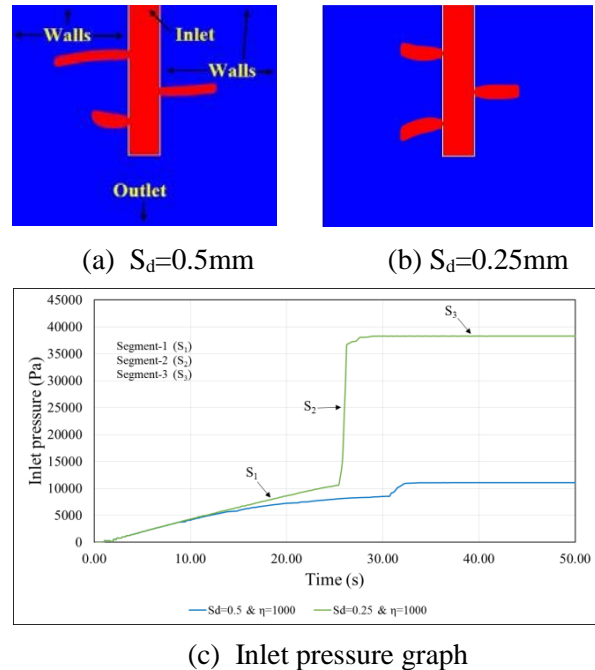 Walls
Inlet
Walls
Outlet
(a) Sd=0.5mm
(b) Sd=0.25mm
45000
40000
35000
30000
25000
20000
15000
10000
5000
0
Inlet pressure (Pa)
Segment-1 (S1)
Segment-2 (S2)
Segment-3 (S3)
S1
S2
S3
0.00 10.00 20.00 30.00 40.00 50.00
Time (s)
Sd=0.5 & η=1000 Sd=0.25 & η=1000
(c) Inlet pressure graph